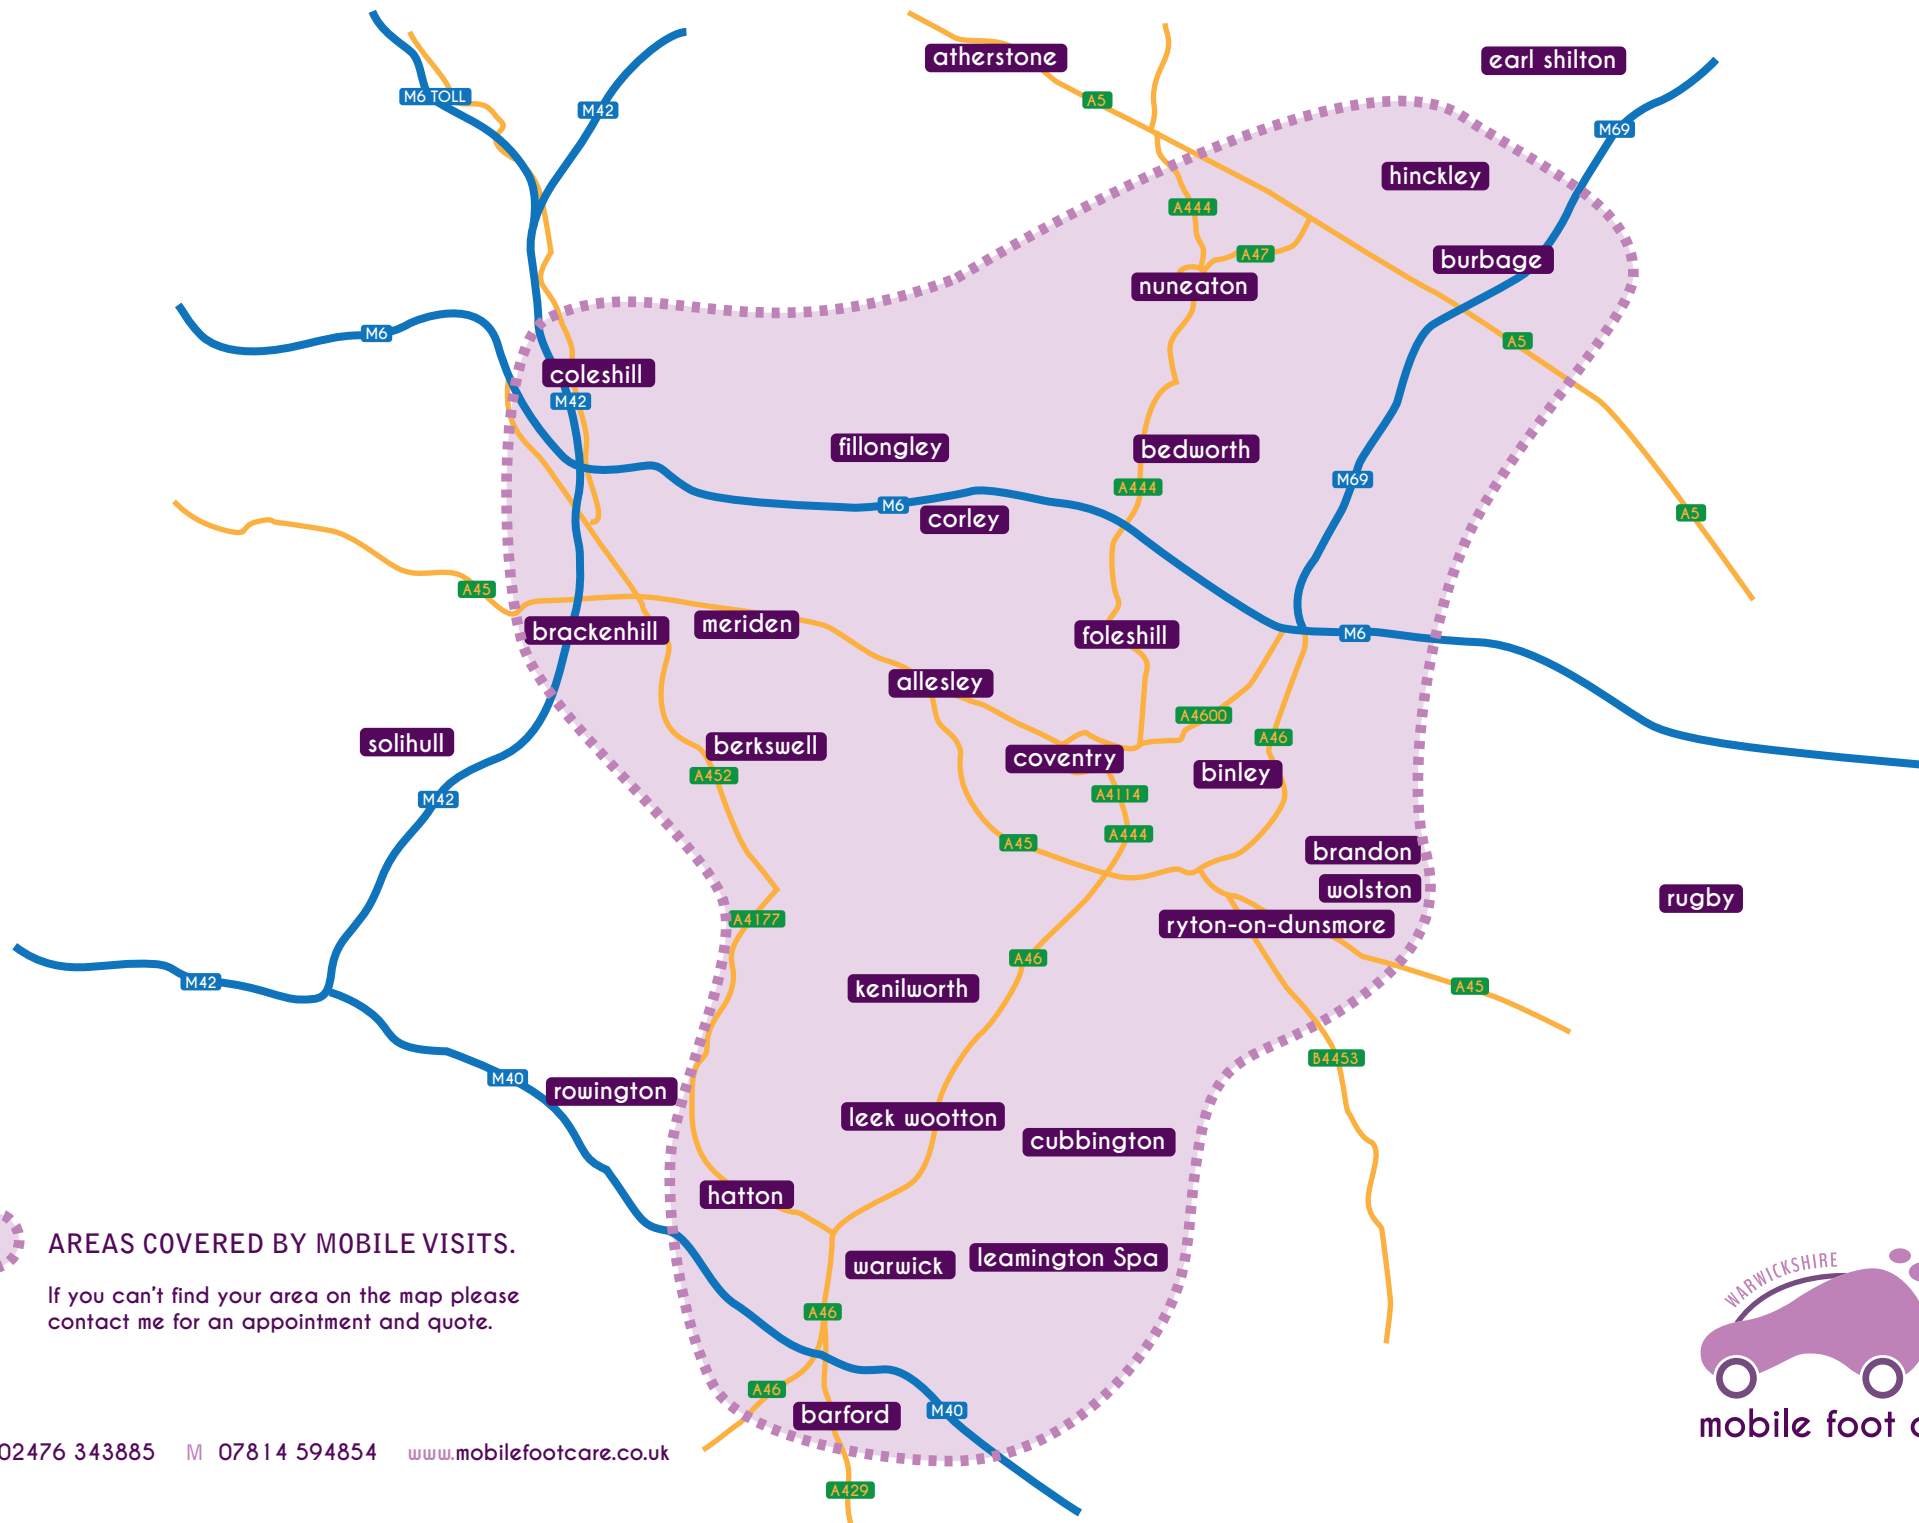 atherstone
earl shilton
M6 TOLL
A5
M42
M69
hinckley
A444
A47
burbage
nuneaton
M6
A5
coleshill
M42
fillongley
bedworth
M69
A444
M6
corley
A5
A45
brackenhill
meriden
foleshill
M6
allesley
A4600
solihull
berkswell
A46
coventry
binley
A452
M42
A4114
A444
A45
brandon
wolston
rugby
A4177
ryton-on-dunsmore
A46
M42
kenilworth
A45
B4453
M40
rowington
leek wootton
cubbington
hatton
AREAS COVERED BY MOBILE VISITS.
warwick
leamington Spa
WARWICKSHIRE
If you can't find your area on the map please
contact me for an appointment and quote.
A46
A46
barford
M40
mobile foot c
02476 343885 M 07814 594854 www.mobilefootcare.co.uk
A429